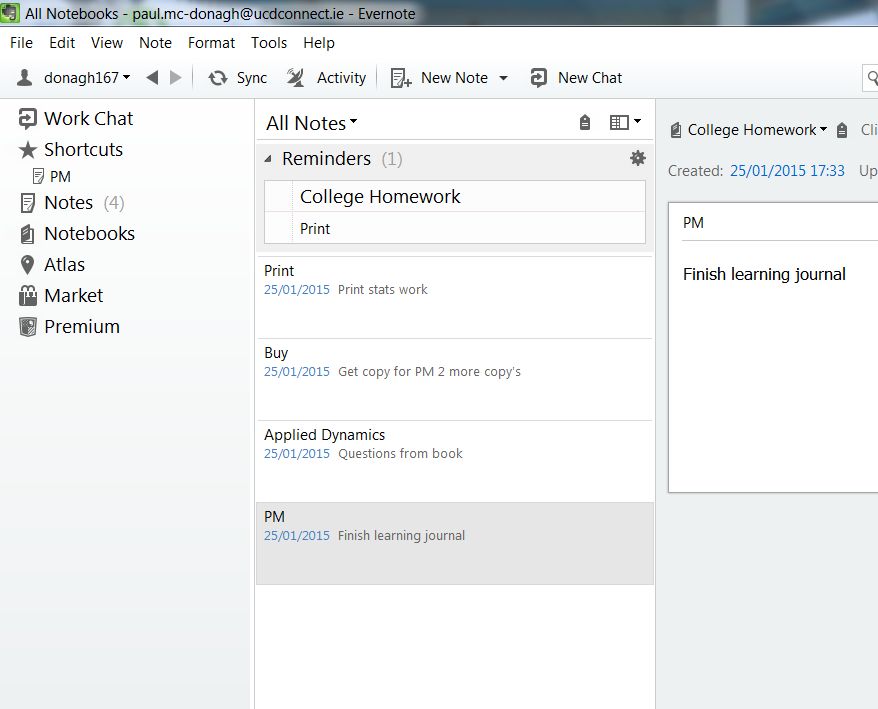 All Notebooks - paul.mc-donagh@ucdconnect.ie - Evernote
File Edit View Note Format Tools Help
donagh167 Sync Activity New Note New Chat
Work Chat
Shortcuts
PM
Notes (4)
Notebooks
Atlas
Market
Premium
All Notes
Reminders (1)
College Homework
Print
Print
25/01/2015 Print stats work
Buy
25/01/2015 Get copy for PM 2 more copy's
Applied Dynamics
25/01/2015 Questions from book
PM
25/01/2015 Finish learning journal
College Homework
Created: 25/01/2015 17:33
PM
Finish learning journal